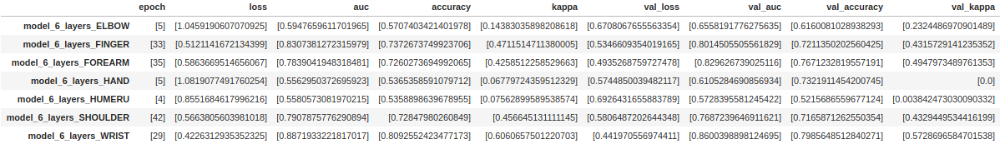 epoch loss auc accuracy kappa val_loss val_auc val_accuracy val_kappa
model_6_layers_ELBOW [5] [1.0459190607070925] [0.5947659611701965] [0.5707403421401978] [0.14383035898208618] [0.6708067655563354] [0.6558191776275635] [0.6160081028938293] [0.2324486970901489]
model_6_layers_FINGER [33] [0.5121141672134399] [0.8307381272315979] [0.7372673749923706] [0.4711514711380005] [0.5346609354019165] [0.8014505505561829] [0.7211350202560425] [0.4315729141235352]
model_6_layers_FOREARM [35] [0.5863669514656067] [0.7839041948318481] [0.7260273694992065] [0.4258512258529663] [0.4935268759727478] [0.829626739025116] [0.7671232819557191] [0.4947973489761353]
model_6_layers_HAND [5] [1.0819077491760254] [0.5562950372695923] [0.5365358591079712] [0.06779724359512329] [0.5744850039482117] [0.6105284690856934] [0.7321911454200745] [0.0]
model_6_layers_HUMERU [4] [0.8551684617996216] [0.5580573081970215] [0.5358898639678955] [0.07562899589538574] [0.6926431655883789] [0.5728395581245422] [0.5215686559677124] [0.003842473030090332]
model_6_layers_SHOULDER [42] [0.5663805603981018] [0.7907875776290894] [0.72847980260849] [0.456645131111145] [0.5806487202644348] [0.7687239646911621] [0.7165871262550354] [0.4329449534416199]
model_6_layers_WRIST [29] [0.4226312935352325] [0.8871933221817017] [0.8092552423477173] [0.6060657501220703] [0.441970556974411] [0.8600398898124695] [0.7985648512840271] [0.5728696584701538]